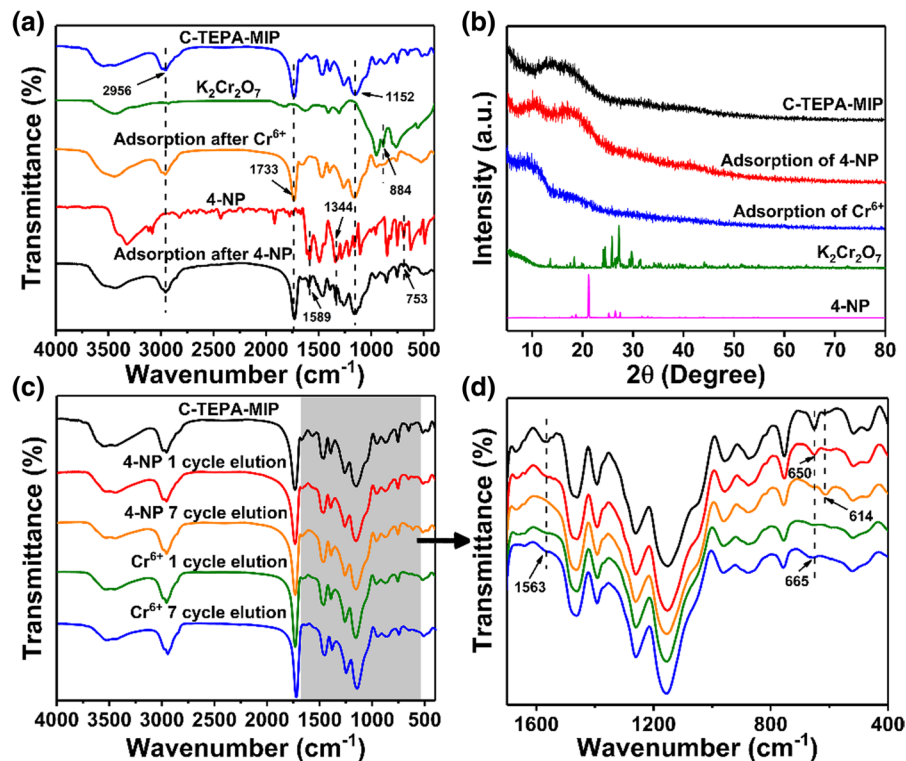 (a)
C-TEPA-MIP
2956
1152
K₂Cr₂O₇
Adsorption after Cr⁶⁺
1733
884
4-NP
1344
Adsorption after 4-NP
1589
753
Transmittance (%)
4000 3500 3000 2500 2000 1500 1000 500
Wavenumber (cm⁻¹)
(b)
C-TEPA-MIP
Adsorption of 4-NP
Adsorption of Cr⁶⁺
K₂Cr₂O₇
4-NP
Intensity (a.u.)
10 20 30 40 50 60 70 80
2θ (Degree)
(c)
C-TEPA-MIP
4-NP 1 cycle elution
4-NP 7 cycle elution
Cr⁶⁺ 1 cycle elution
Cr⁶⁺ 7 cycle elution
Transmittance (%)
4000 3500 3000 2500 2000 1500 1000 500
Wavenumber (cm⁻¹)
(d)
650
614
1563
665
Transmittance (%)
1600 1200 800 400
Wavenumber (cm⁻¹)